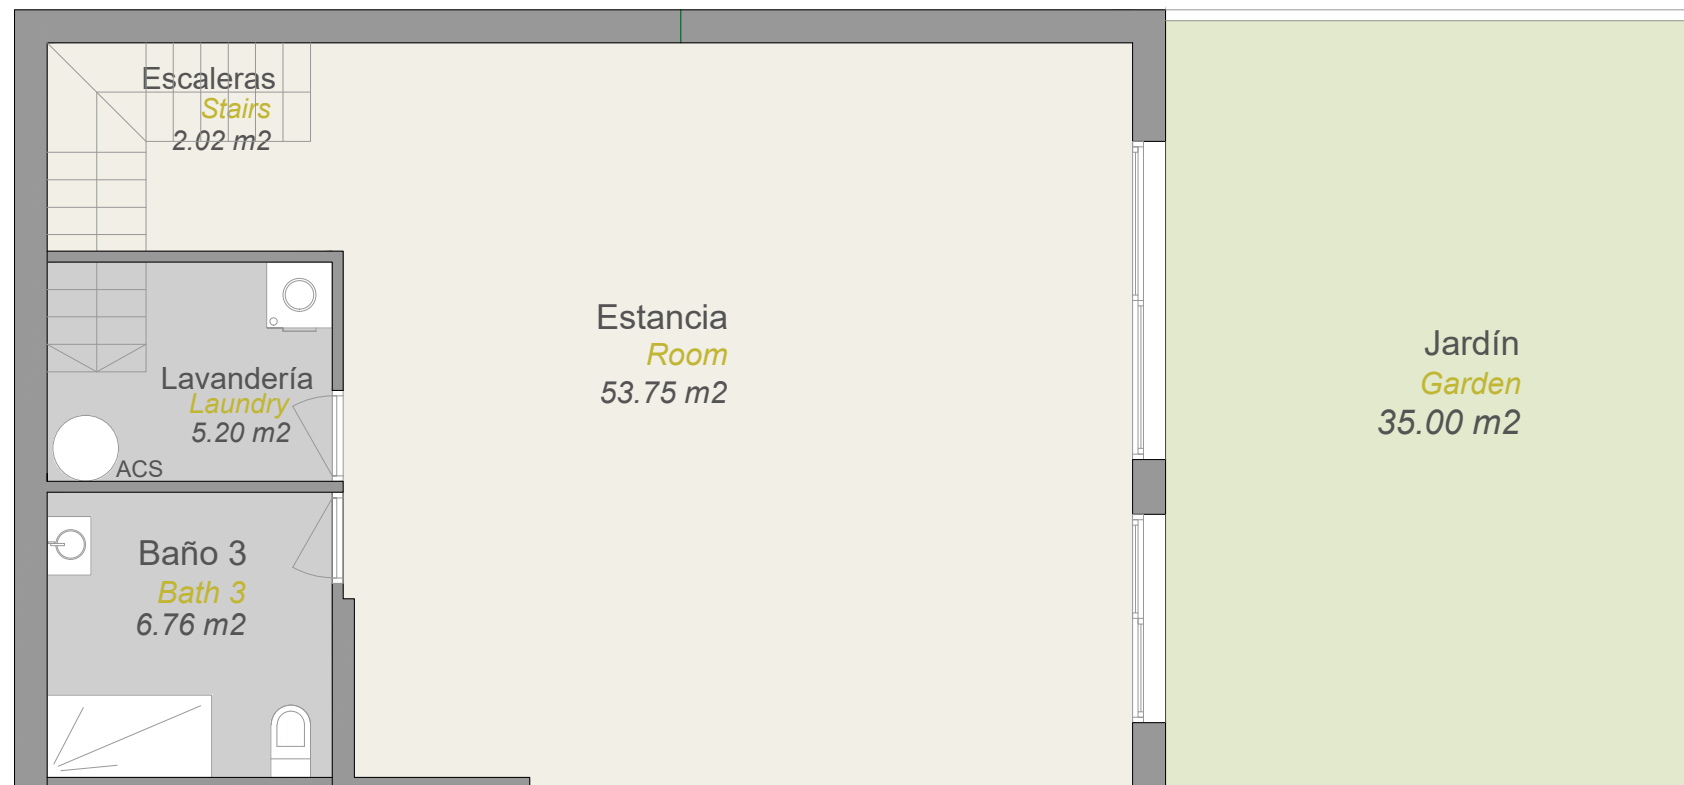 Escaleras
Stairs
2.02 m2
Estancia
Room
53.75 m2
Jardín
Garden
35.00 m2
Lavandería
Laundry
5.20 m2
ACS
Baño 3
Bath 3
6.76 m2